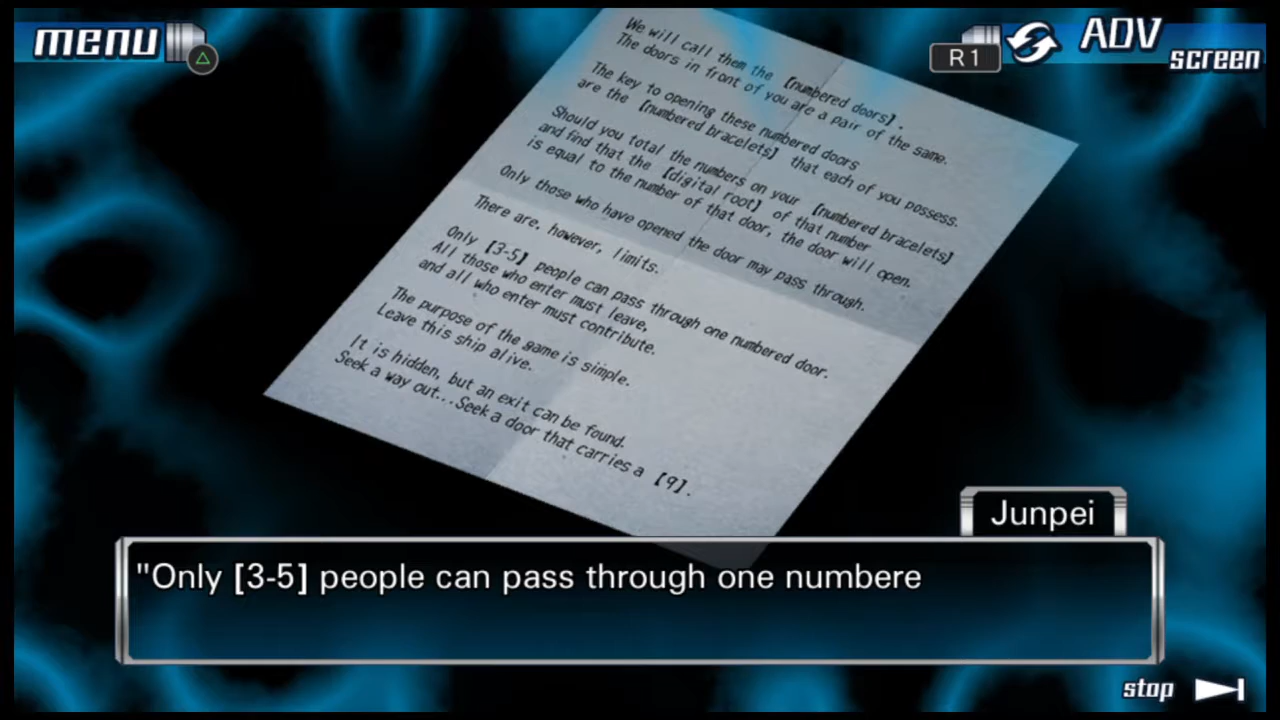 menu
R1
ADV
screen
We will call them the [numbered doors].
The doors in front of you are a pair of the same.
The key to opening these numbered doors
are the [numbered bracelets] that each of you possess.
Should you total the numbers on your [numbered bracelets]
and find that the [digital root] of that number
is equal to the number of that door, the door will open.
Only those who have opened the door may pass through.
There are, however, limits.
Only [3-5] people can pass through one numbered door.
All those who enter must leave,
and all who enter must contribute.
The purpose of the game is simple.
Leave this ship alive.
It is hidden, but an exit can be found.
Seek a way out...Seek a door that carries a [9].
Junpei
"Only [3-5] people can pass through one numbere
stop